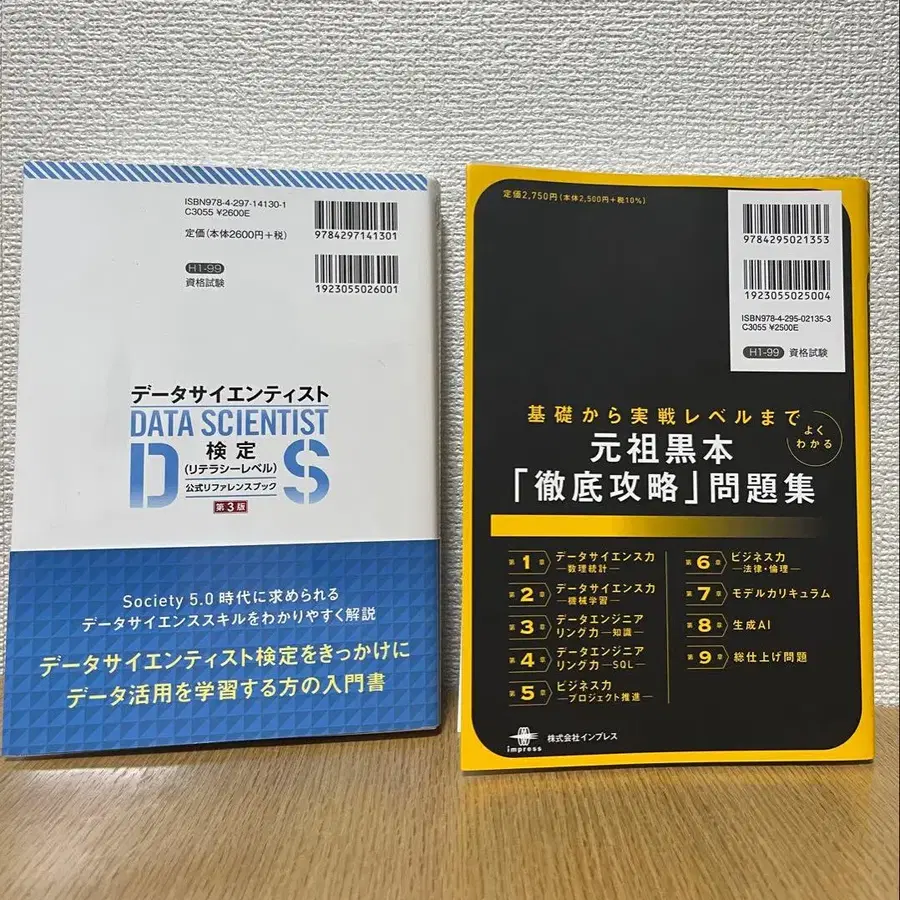 ISBN978-4-297-14130-1
C3055 ¥2600E
定価(本体2600円+税)
9784297141301
1923055026001
H1-99
資格試験
データサイエンティスト
DATA SCIENTIST
検定
(リテラシーレベル)
DS
公式リファレンスブック
第3版
Society 5.0 時代に求められる
データサイエンススキルをわかりやすく解説
データサイエンティスト検定をきっかけに
データ活用を学習する方の入門書
定価2,750円(本体2,500円+税10%)
9784295021353
1923055025004
ISBN978-4-295-02135-3
C3055 ¥2500E
H1-99 資格試験
基礎から実戦レベルまで
よく
わかる
元祖黒本
「徹底攻略」問題集
第1章 データサイエンス力
―数理統計―
第2章 データサイエンス力
―機械学習―
第3章 データエンジニア
リング力―知識―
第4章 データエンジニア
リング力―SQL―
第5章 ビジネス力
―プロジェクト推進―
第6章 ビジネス力
―法律・倫理―
第7章 モデルカリキュラム
第8章 生成AI
第9章 総仕上げ問題
impress
株式会社インプレス